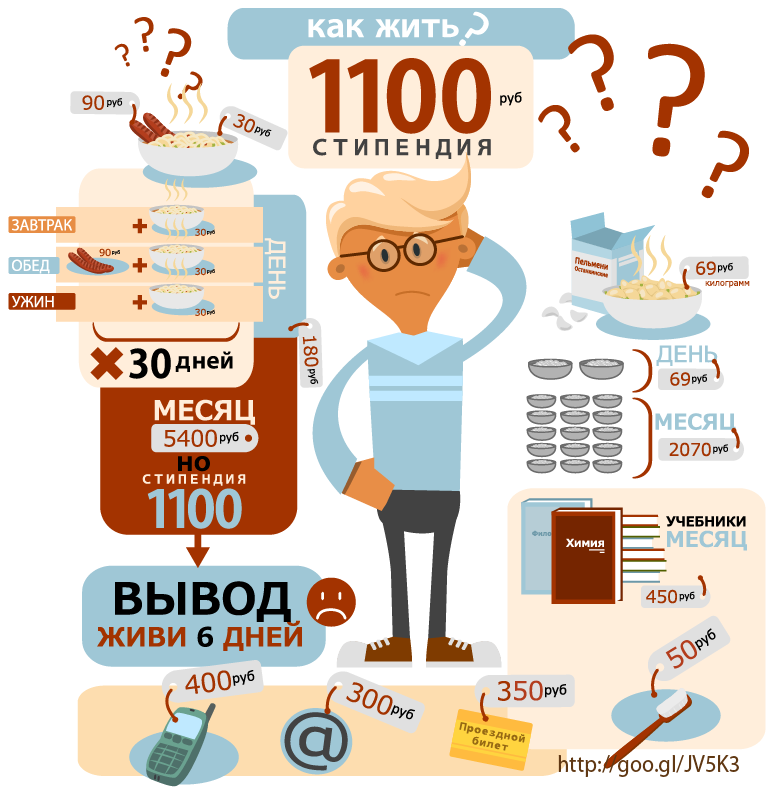 как жить?
1100 руб
СТИПЕНДИЯ
90 руб
30 руб
ЗАВТРАК
30 руб
ОБЕД
90 руб
30 руб
УЖИН
30 руб
ДЕНЬ
180 руб
30 дней
МЕСЯЦ
5400 руб
но
СТИПЕНДИЯ
1100
ВЫВОД
ЖИВИ 6 ДНЕЙ
Пельмени
Останкинские
69 руб
килограмм
ДЕНЬ
69 руб
МЕСЯЦ
2070 руб
Фило
Химия
УЧЕБНИКИ
МЕСЯЦ
450 руб
50 руб
400 руб
300 руб
@
350 руб
Проездной
билет
http://goo.gl/JV5K3